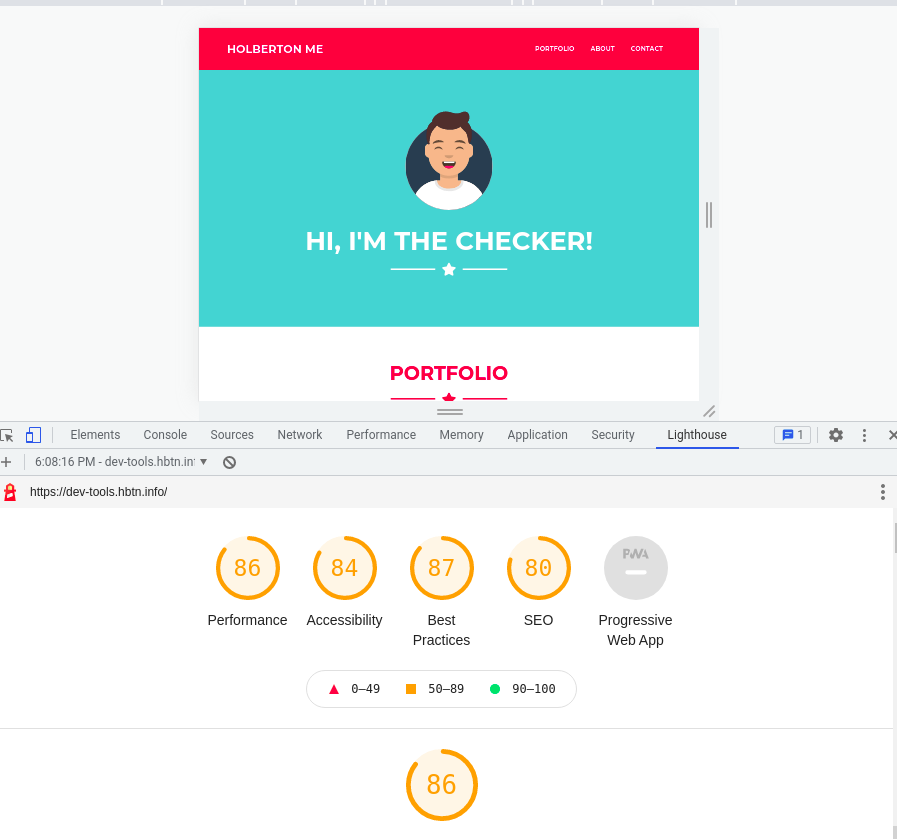 HOLBERTON ME
PORTFOLIO ABOUT CONTACT
HI, I'M THE CHECKER!
PORTFOLIO
Elements Console Sources Network Performance Memory Application Security Lighthouse 1
6:08:16 PM - dev-tools.hbtn.in
https://dev-tools.hbtn.info/
86 84 87 80 PWA
Performance Accessibility Best Practices SEO Progressive Web App
0–49 50–89 90–100
86